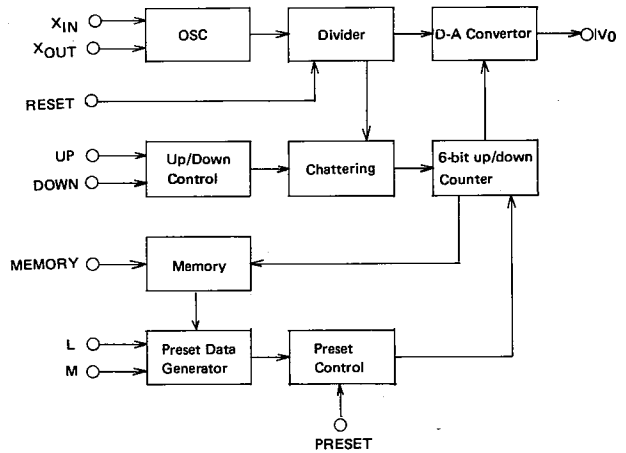 XIN
XOUT
OSC
Divider
D-A Convertor
V0
RESET
UP
DOWN
Up/Down
Control
Chattering
6-bit up/down
Counter
MEMORY
Memory
L
M
Preset Data
Generator
Preset
Control
PRESET